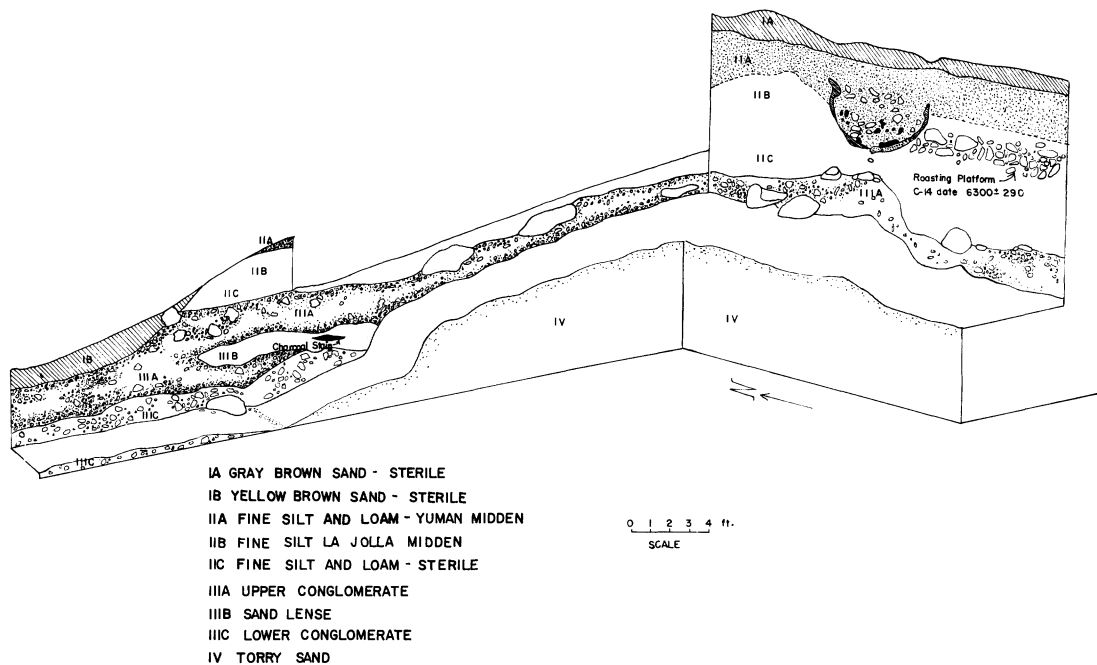 IA
IIA
IIB
IIC
IIIA
Roasting Platform
C-14 date 6300± 290
IIA
IIB
IIC
IIIA
IB
IIIB
Charcoal Stain
IIIA
IIIC
IIIC
IV
IV
N
IA GRAY BROWN SAND - STERILE
IB YELLOW BROWN SAND - STERILE
IIA FINE SILT AND LOAM - YUMAN MIDDEN
IIB FINE SILT LA JOLLA MIDDEN
IIC FINE SILT AND LOAM - STERILE
IIIA UPPER CONGLOMERATE
IIIB SAND LENSE
IIIC LOWER CONGLOMERATE
IV TORRY SAND
0 1 2 3 4 ft.
SCALE